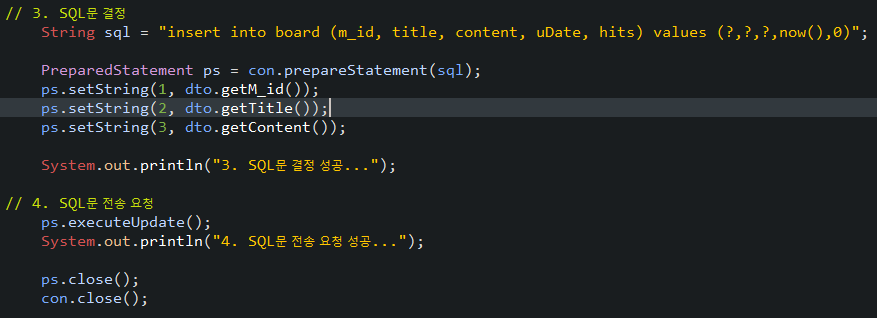 // 3. SQL문 결정
String sql = "insert into board (m_id, title, content, uDate, hits) values (?,?,?,now(),0)";
PreparedStatement ps = con.prepareStatement(sql);
ps.setString(1, dto.getM_id());
ps.setString(2, dto.getTitle());
ps.setString(3, dto.getContent());
System.out.println("3. SQL문 결정 성공...");
// 4. SQL문 전송 요청
ps.executeUpdate();
System.out.println("4. SQL문 전송 요청 성공...");
ps.close();
con.close();